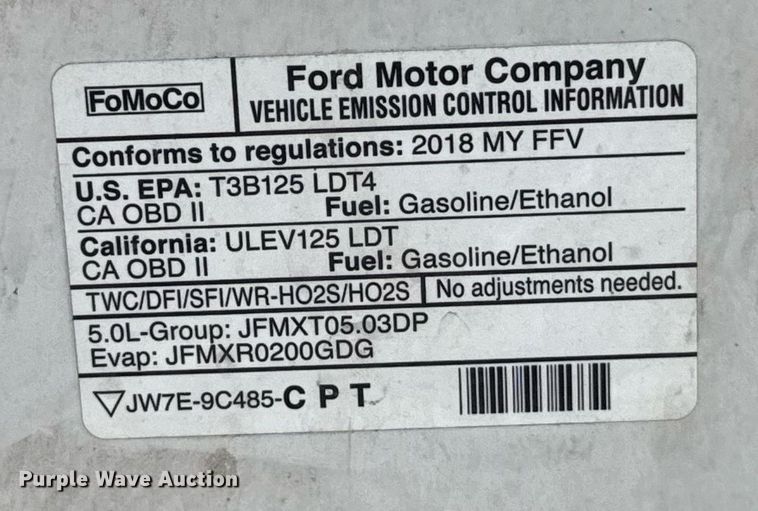 FoMoCo
Ford Motor Company
VEHICLE EMISSION CONTROL INFORMATION
Conforms to regulations: 2018 MY FFV
U.S. EPA: T3B125 LDT4
CA OBD II Fuel: Gasoline/Ethanol
California: ULEV125 LDT
CA OBD II Fuel: Gasoline/Ethanol
TWC/DFI/SFI/WR-HO2S/HO2S No adjustments needed.
5.0L-Group: JFMXT05.03DP
Evap: JFMXR0200GDG
▽JW7E-9C485-C P T
Purple Wave Auction